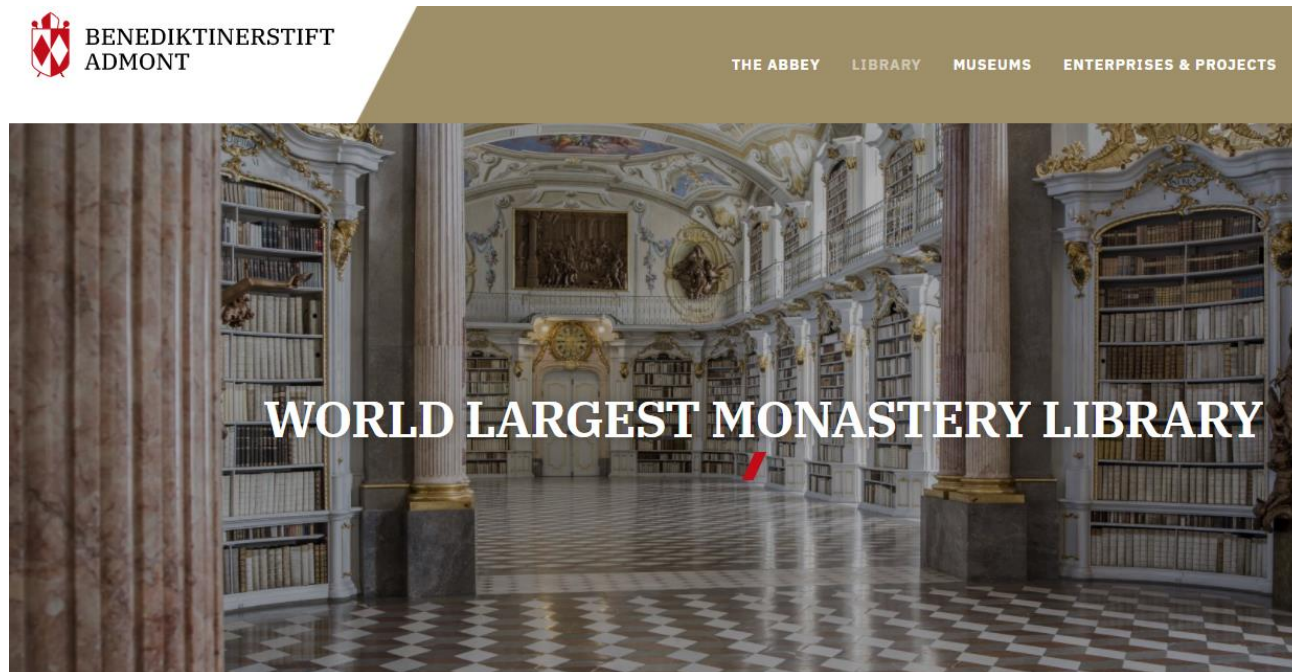 BENEDIKTINERSTIFT
ADMONT
THE ABBEY LIBRARY MUSEUMS ENTERPRISES & PROJECTS
WORLD LARGEST MONASTERY LIBRARY